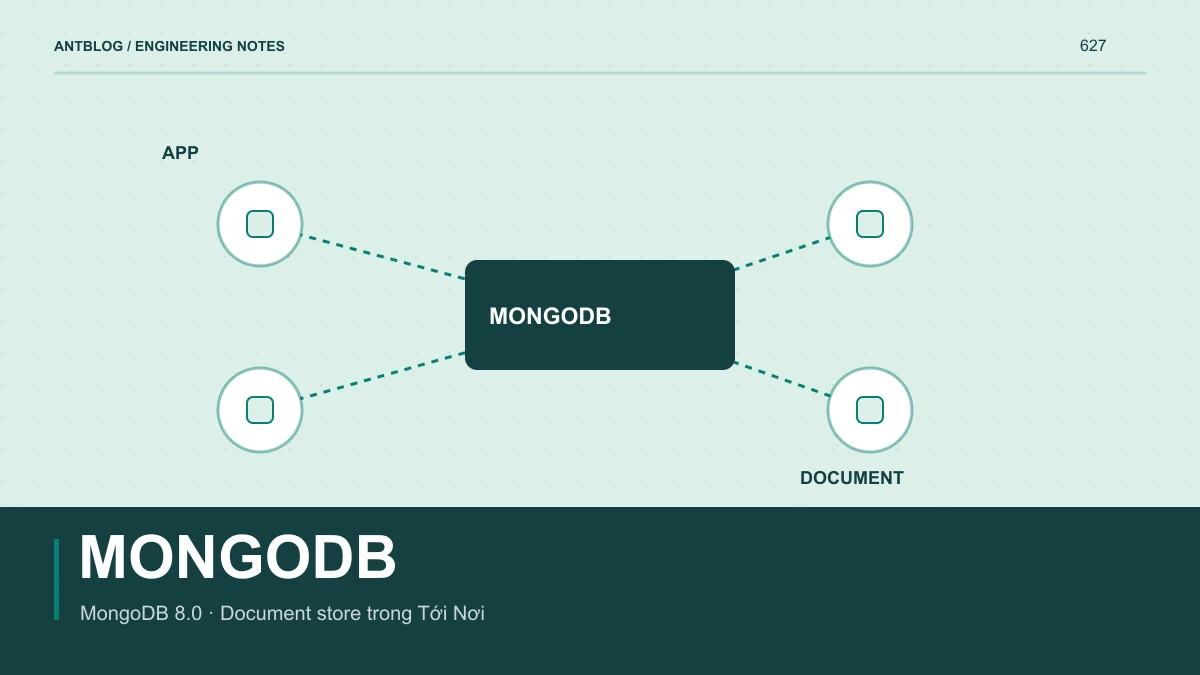 ANTBLOG / ENGINEERING NOTES
627
APP
MONGODB
DOCUMENT
MONGODB
MongoDB 8.0 · Document store trong Tới Nơi